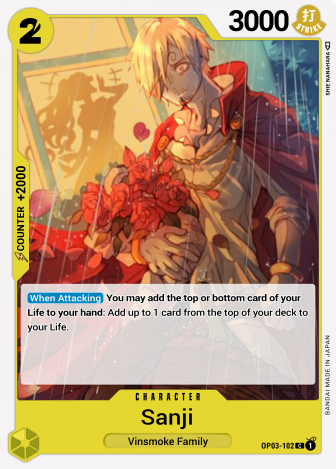 2
3000
打
STRIKE
SHIE NANAHARA
COUNTER +2000
When Attacking You may add the top or bottom card of your
Life to your hand: Add up to 1 card from the top of your deck to
your Life.
CHARACTER
Sanji
Vinsmoke Family
OP03-102 C 1
BANDAI MADE IN JAPAN